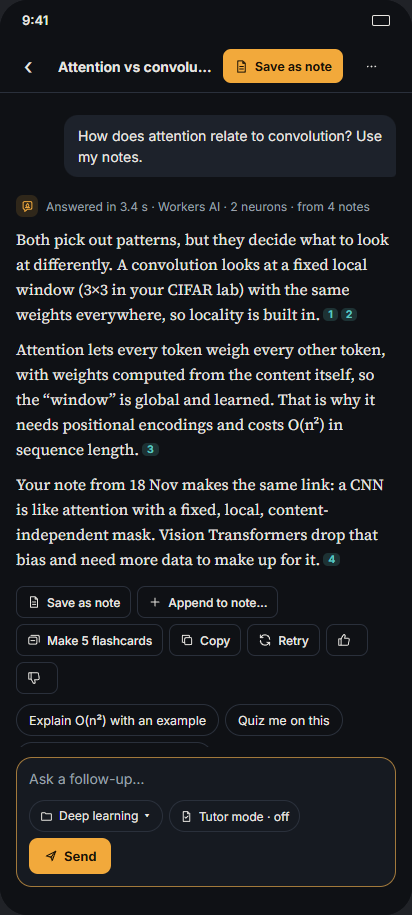 9:41
Attention vs convolu...
Save as note
How does attention relate to convolution? Use
my notes.
Answered in 3.4 s · Workers AI · 2 neurons · from 4 notes
Both pick out patterns, but they decide what to look
at differently. A convolution looks at a fixed local
window (3×3 in your CIFAR lab) with the same
weights everywhere, so locality is built in. 1 2
Attention lets every token weigh every other token,
with weights computed from the content itself, so
the “window” is global and learned. That is why it
needs positional encodings and costs O(n²) in
sequence length. 3
Your note from 18 Nov makes the same link: a CNN
is like attention with a fixed, local, content-
independent mask. Vision Transformers drop that
bias and need more data to make up for it. 4
Save as note
Append to note...
Make 5 flashcards
Copy
Retry
Explain O(n²) with an example
Quiz me on this
Ask a follow-up...
Deep learning
Tutor mode · off
Send